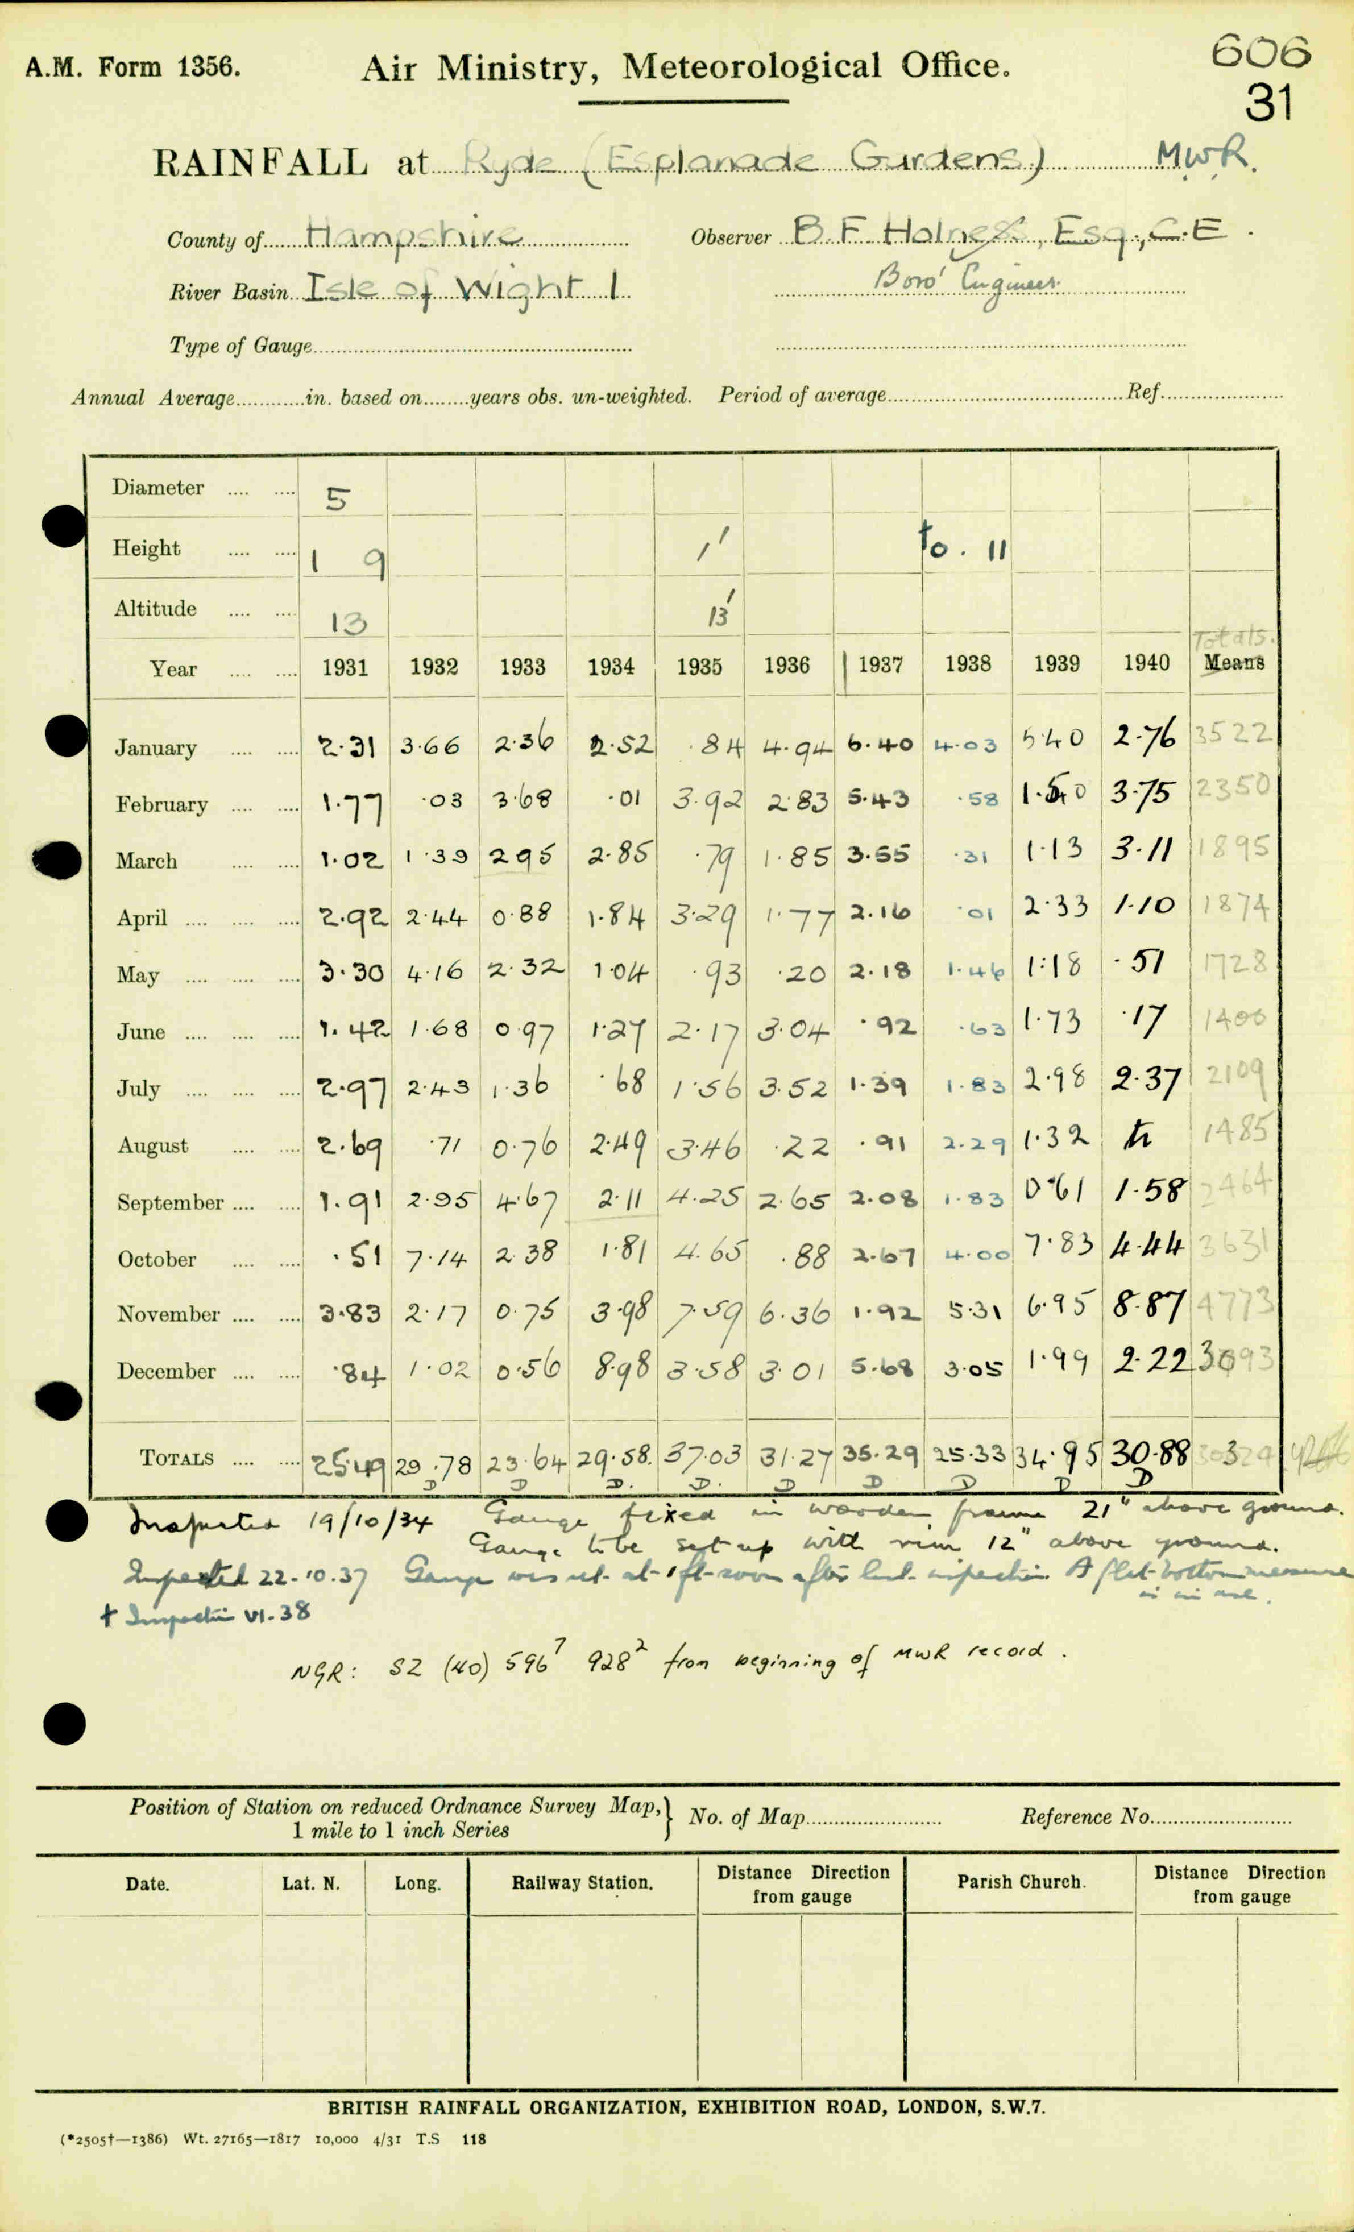 A.M. Form 1356. Air Ministry, Meteorological Office. 606
31
RAINFALL at Ryde (Esplanade Gardens) M.W.R.
County of Hampshire Observer B F Holness, Esq., C.E.
River Basin Isle of Wight 1 Boro' Engineer
Type of Gauge
Annual Average in. based on years obs. un-weighted. Period of average Ref.
Diameter 5
Height 1 9 1' †0. 11
Altitude 13 13'
Totals.
Year 1931 1932 1933 1934 1935 1936 1937 1938 1939 1940 Means
January 2.31 3.66 2.36 2.52 .84 4.94 6.40 4.03 5.40 2.76 3522
February 1.77 .03 3.68 .01 3.92 2.83 5.43 .58 1.50 3.75 2350
March 1.02 1.39 2.95 2.85 .79 1.85 3.55 .31 1.13 3.11 1895
April 2.92 2.44 0.88 1.84 3.29 1.77 2.16 .01 2.33 1.10 1874
May 3.30 4.16 2.32 1.04 .93 .20 2.18 1.46 1.18 .51 1728
June 1.42 1.68 0.97 1.27 2.17 3.04 .92 .63 1.73 .17 1400
July 2.97 2.43 1.36 .68 1.56 3.52 1.39 1.83 2.98 2.37 2109
August 2.69 .71 0.76 2.49 3.46 .22 .91 2.29 1.32 tr 1485
September 1.91 2.95 4.67 2.11 4.25 2.65 2.08 1.83 0.61 1.58 2464
October .51 7.14 2.38 1.81 4.65 .88 2.67 4.00 7.83 4.44 3631
November 3.83 2.17 0.75 3.98 7.59 6.36 1.92 5.31 6.95 8.87 4773
December .84 1.02 0.56 8.98 3.58 3.01 5.68 3.05 1.99 2.22 3093
TOTALS 25.49 29.78 23.64 29.58. 37.03 31.27 35.29 25.33 34.95 30.88
D D D. D. D D D D D
Inspected 19/10/34 Gauge fixed in wooden frame 21" above ground.
Gauge to be set up with rim 12" above ground.
Inspected 22-10-37 Gauge was set at 1 ft soon after last inspection. A flat-bottom measure
is in use.
† Inspection VI.38
NGR: SZ (40) 596⁷ 928² from beginning of MWR record.
Position of Station on reduced Ordnance Survey Map,} No. of Map Reference No.
1 mile to 1 inch Series
Date. Lat. N. Long. Railway Station. Distance Direction from gauge Parish Church. Distance Direction from gauge
BRITISH RAINFALL ORGANIZATION, EXHIBITION ROAD, LONDON, S.W.7.
(*2505†—1386) Wt. 27165—1817 10,000 4/31 T.S 118